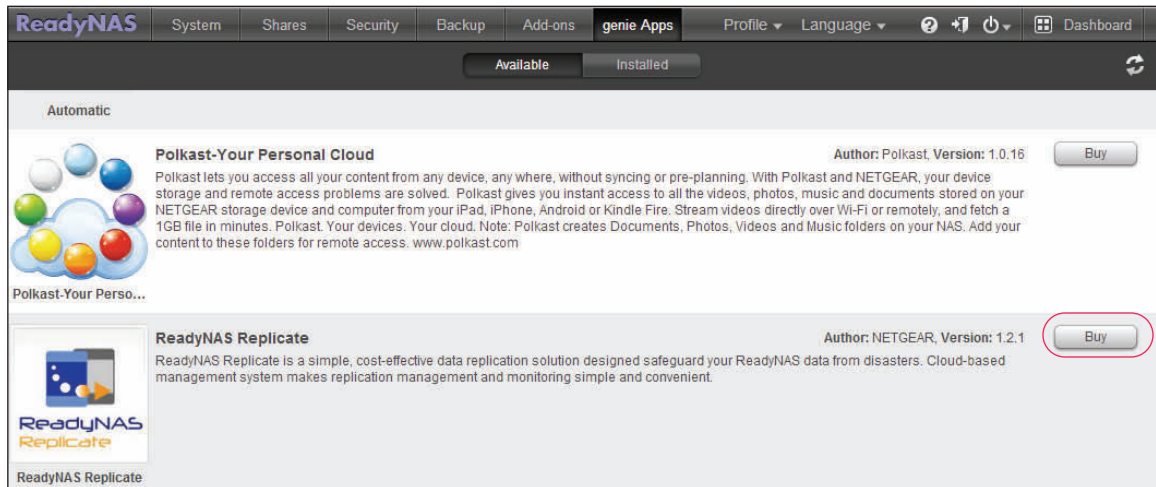 ReadyNAS System Shares Security Backup Add-ons genie Apps Profile Language ? Dashboard
Available Installed
Automatic
Polkast-Your Personal Cloud Author: Polkast, Version: 1.0.16 Buy
Polkast lets you access all your content from any device, any where, without syncing or pre-planning. With Polkast and NETGEAR, your device
storage and remote access problems are solved. Polkast gives you instant access to all the videos, photos, music and documents stored on your
NETGEAR storage device and computer from your iPad, iPhone, Android or Kindle Fire. Stream videos directly over Wi-Fi or remotely, and fetch a
1GB file in minutes. Polkast. Your devices. Your cloud. Note: Polkast creates Documents, Photos, Videos and Music folders on your NAS. Add your
content to these folders for remote access. www.polkast.com
Polkast-Your Perso...
ReadyNAS Replicate Author: NETGEAR, Version: 1.2.1 Buy
ReadyNAS Replicate is a simple, cost-effective data replication solution designed safeguard your ReadyNAS data from disasters. Cloud-based
management system makes replication management and monitoring simple and convenient.
ReadyNAS
Replicate
ReadyNAS Replicate